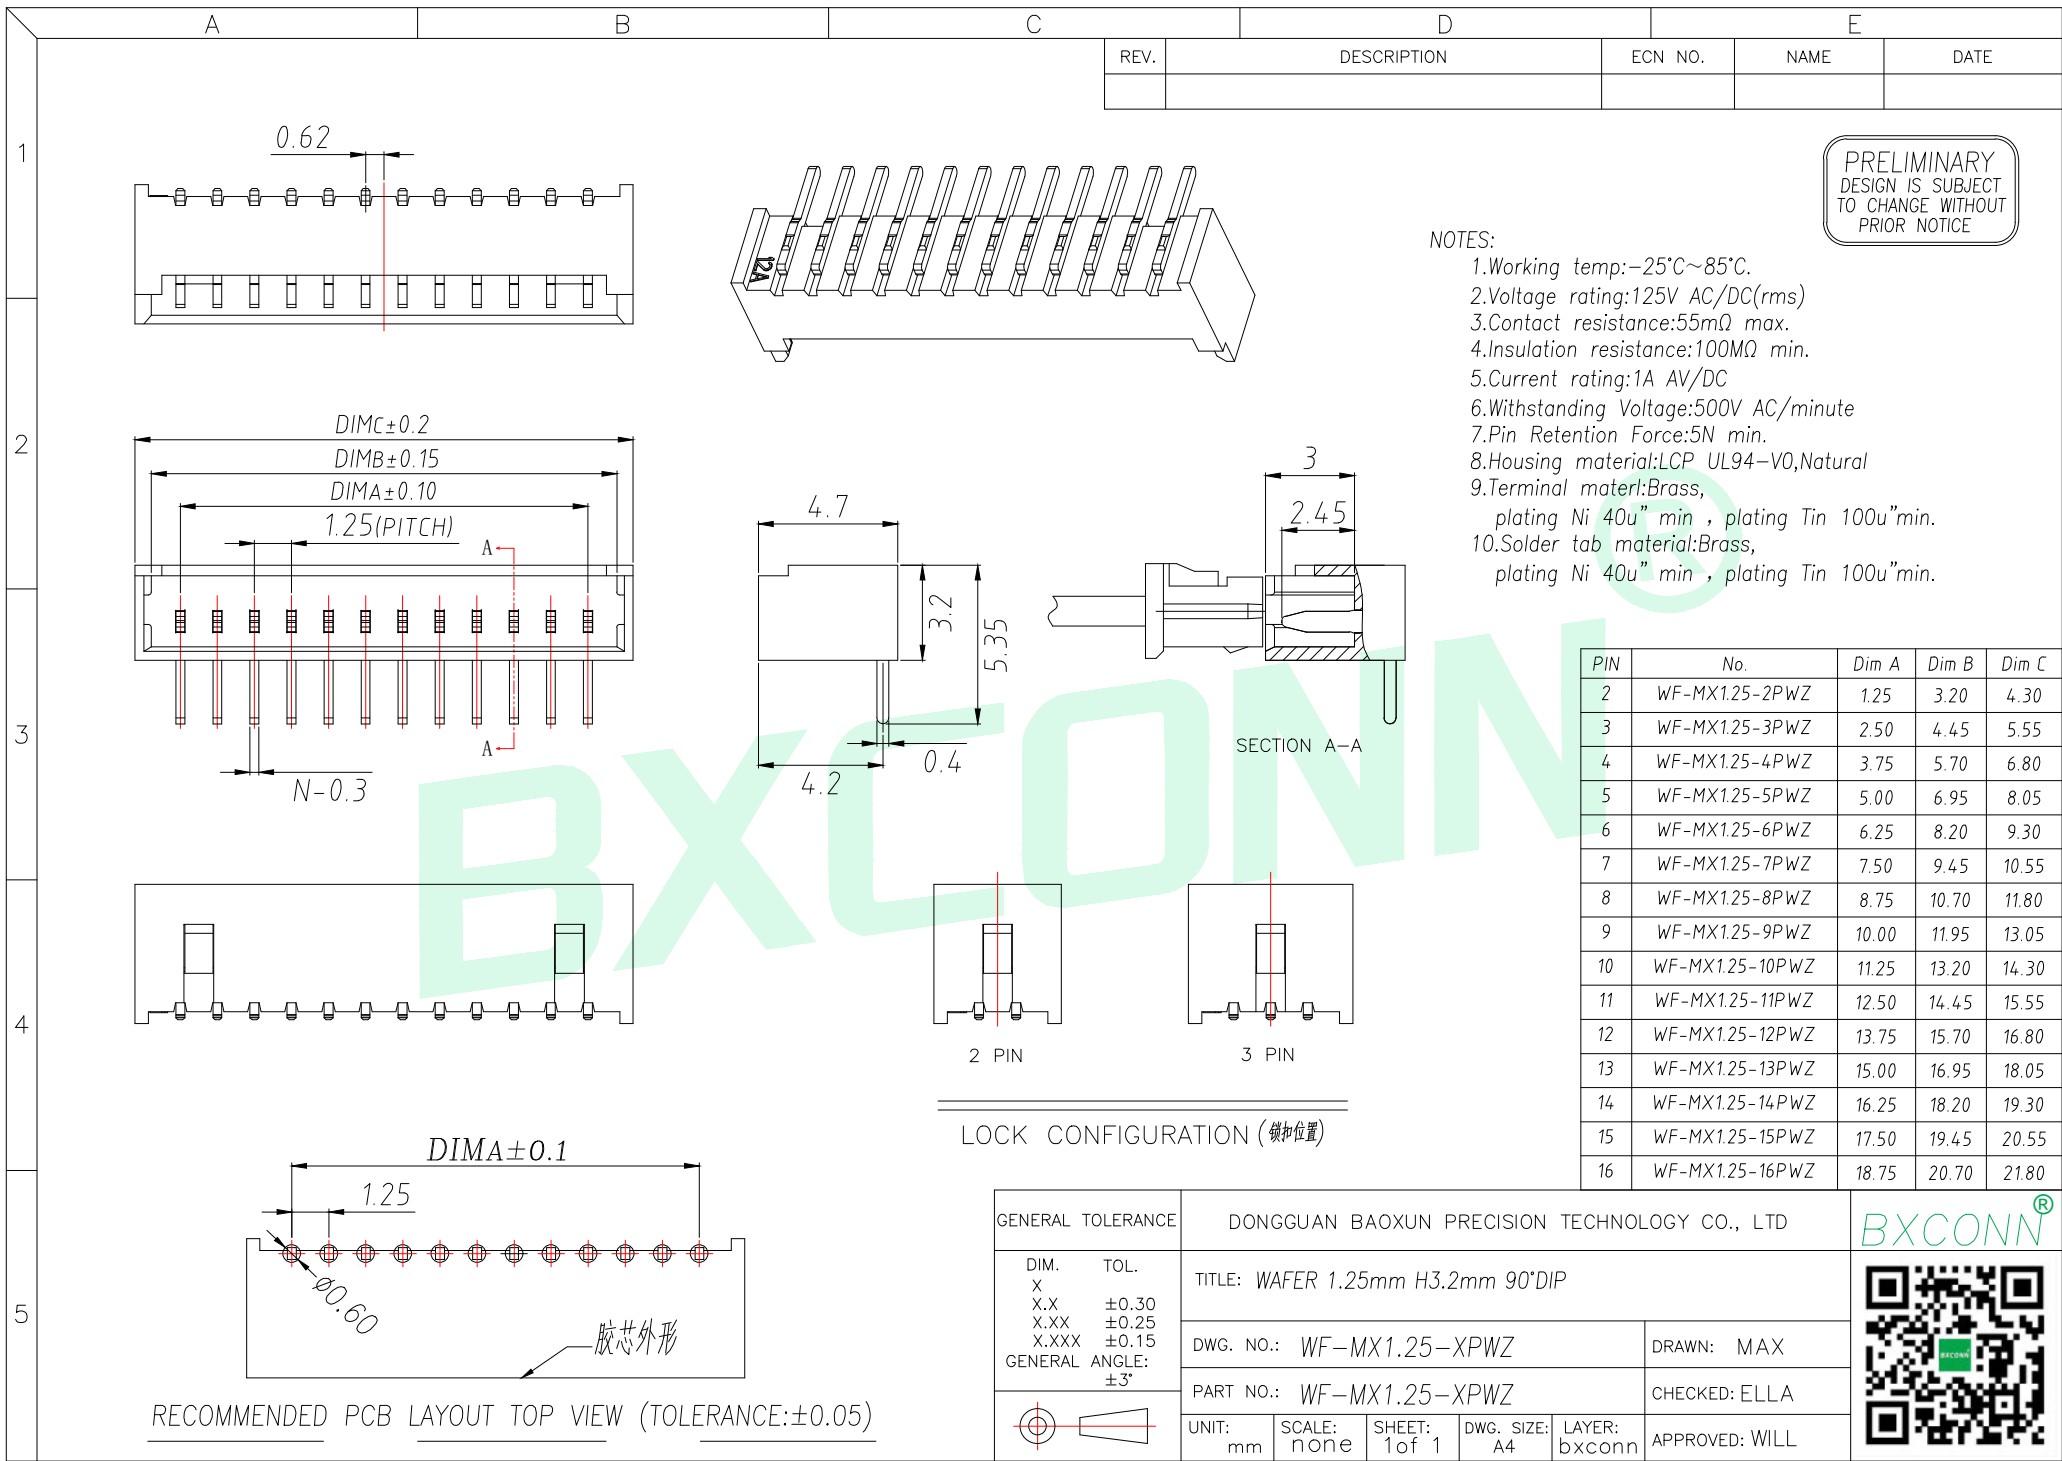 A B C D E
REV. DESCRIPTION ECN NO. NAME DATE
1
2
3
4
5
0.62
12A
PRELIMINARY
DESIGN IS SUBJECT
TO CHANGE WITHOUT
PRIOR NOTICE
NOTES:
1.Working temp:-25°C~85°C.
2.Voltage rating:125V AC/DC(rms)
3.Contact resistance:55mΩ max.
4.Insulation resistance:100MΩ min.
5.Current rating:1A AV/DC
6.Withstanding Voltage:500V AC/minute
7.Pin Retention Force:5N min.
8.Housing material:LCP UL94-V0,Natural
9.Terminal materl:Brass,
plating Ni 40u" min , plating Tin 100u"min.
10.Solder tab material:Brass,
plating Ni 40u" min , plating Tin 100u"min.
DIMC±0.2
DIMB±0.15
DIMA±0.10
1.25(PITCH)
A
A
N-0.3
4.7
3.2
5.35
0.4
4.2
3
2.45
SECTION A-A
BXCONN®
PIN No. Dim A Dim B Dim C
2 WF-MX1.25-2PWZ 1.25 3.20 4.30
3 WF-MX1.25-3PWZ 2.50 4.45 5.55
4 WF-MX1.25-4PWZ 3.75 5.70 6.80
5 WF-MX1.25-5PWZ 5.00 6.95 8.05
6 WF-MX1.25-6PWZ 6.25 8.20 9.30
7 WF-MX1.25-7PWZ 7.50 9.45 10.55
8 WF-MX1.25-8PWZ 8.75 10.70 11.80
9 WF-MX1.25-9PWZ 10.00 11.95 13.05
10 WF-MX1.25-10PWZ 11.25 13.20 14.30
11 WF-MX1.25-11PWZ 12.50 14.45 15.55
12 WF-MX1.25-12PWZ 13.75 15.70 16.80
13 WF-MX1.25-13PWZ 15.00 16.95 18.05
14 WF-MX1.25-14PWZ 16.25 18.20 19.30
15 WF-MX1.25-15PWZ 17.50 19.45 20.55
16 WF-MX1.25-16PWZ 18.75 20.70 21.80
2 PIN
3 PIN
LOCK CONFIGURATION (锁扣位置)
DIMA±0.1
1.25
Ø0.60
胶芯外形
RECOMMENDED PCB LAYOUT TOP VIEW (TOLERANCE:±0.05)
GENERAL TOLERANCE
DIM. TOL.
X
X.X ±0.30
X.XX ±0.25
X.XXX ±0.15
GENERAL ANGLE:
±3°
DONGGUAN BAOXUN PRECISION TECHNOLOGY CO., LTD
TITLE: WAFER 1.25mm H3.2mm 90°DIP
DWG. NO.: WF-MX1.25-XPWZ
DRAWN: MAX
PART NO.: WF-MX1.25-XPWZ
CHECKED: ELLA
UNIT: mm
SCALE: none
SHEET: 1of 1
DWG. SIZE: A4
LAYER: bxconn
APPROVED: WILL
BXCONN®
BXCONN